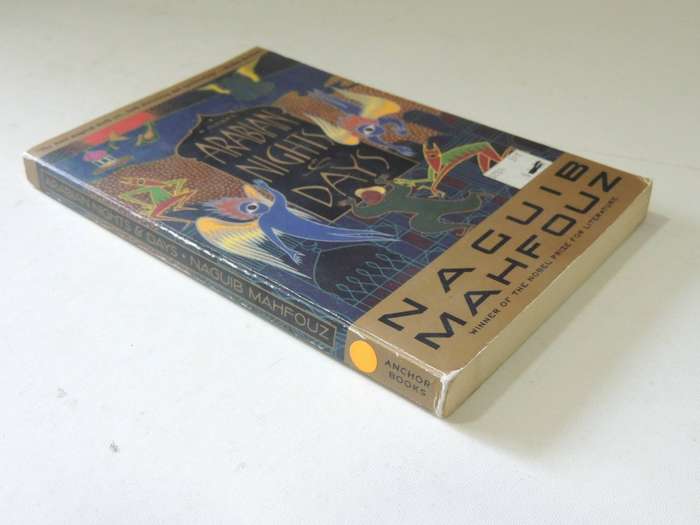 ARABIAN
NIGHTS
AND
DAYS
NAGUIB
MAHFOUZ
WINNER OF THE NOBEL PRIZE FOR LITERATURE
ARABIAN NIGHTS & DAYS • NAGUIB MAHFOUZ
ANCHOR
BOOKS